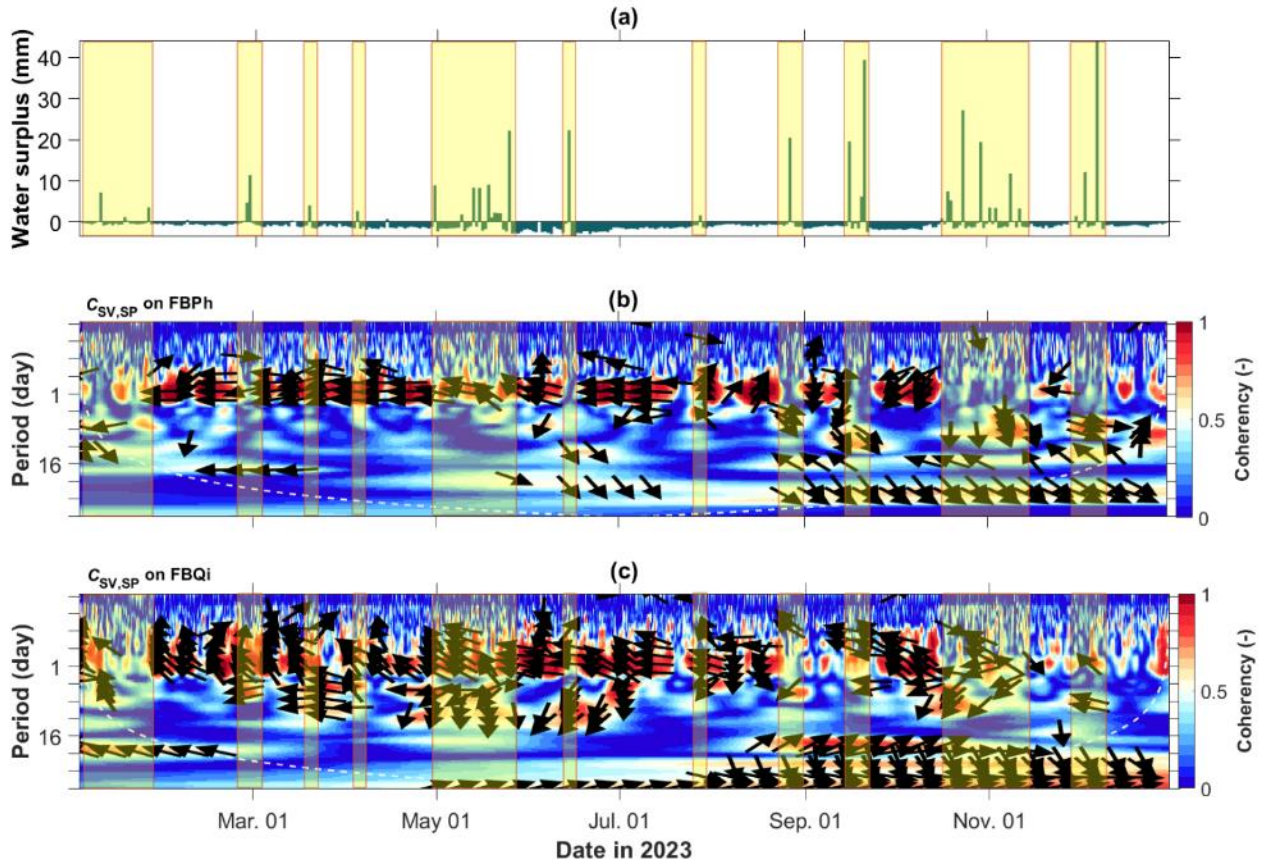 (a)
Water surplus (mm)
40
30
20
10
0
C_SV,SP on FBPh
(b)
Period (day)
1
16
1
0.5
0
Coherency (-)
C_SV,SP on FBQi
(c)
Period (day)
1
16
1
0.5
0
Coherency (-)
Mar. 01
May 01
Jul. 01
Sep. 01
Nov. 01
Date in 2023